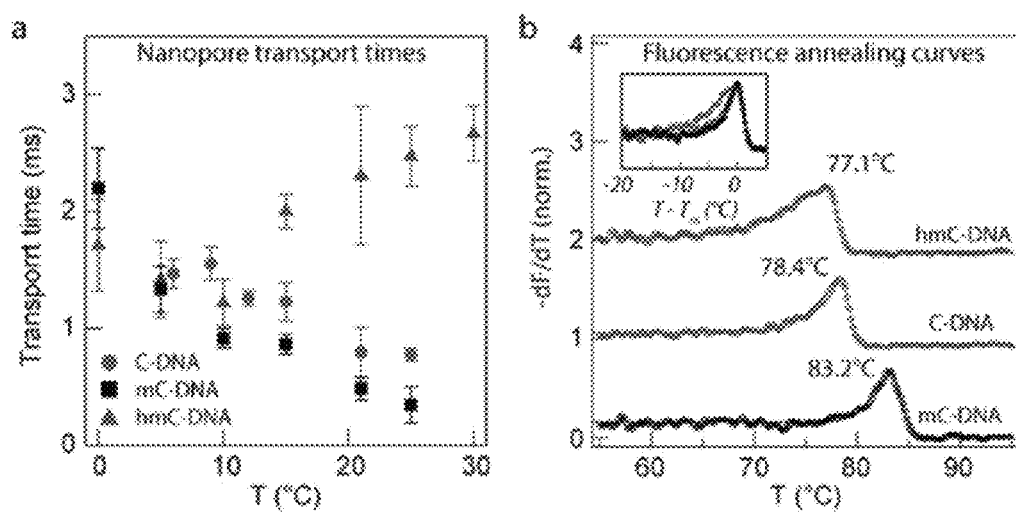 a
Nanopore transport times
Transport time (ms)
3
2
1
0
C-DNA
mC-DNA
hmC-DNA
0
10
20
30
T (°C)
b
Fluorescence annealing curves
-dF/dT (norm.)
4
3
2
1
0
-20
-10
0
T - Tm (°C)
77.1°C
hmC-DNA
78.4°C
C-DNA
83.2°C
mC-DNA
60
70
80
90
T (°C)